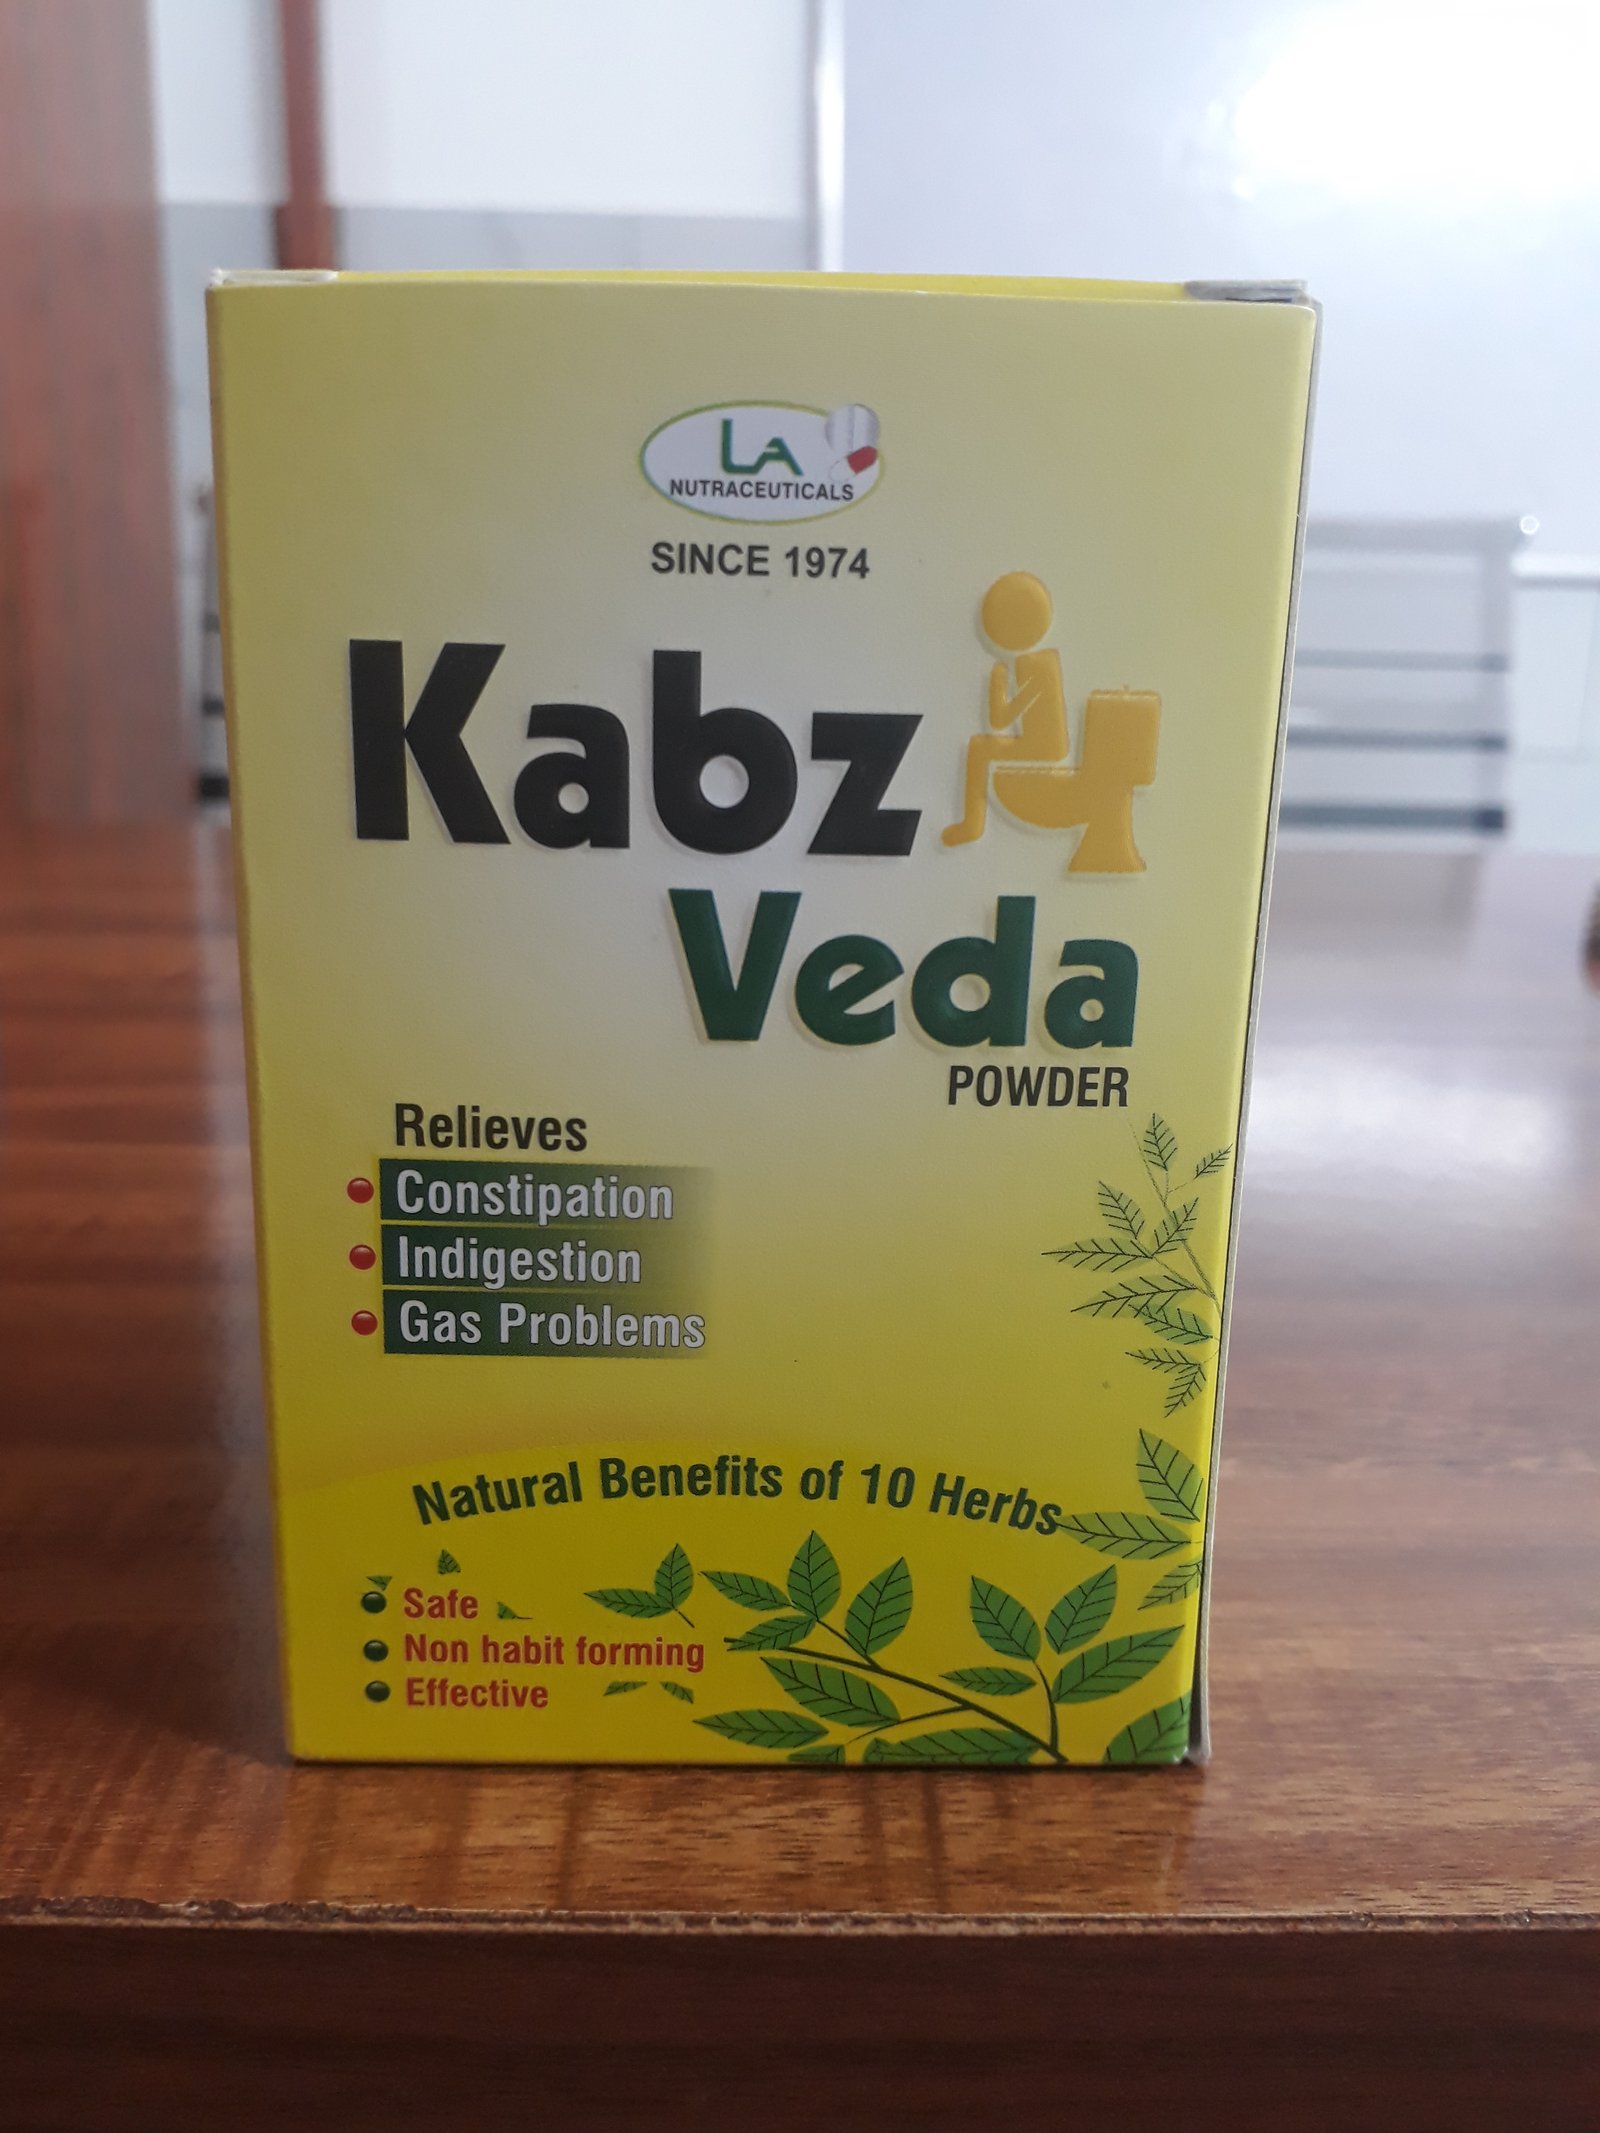 LA
NUTRACEUTICALS
SINCE 1974
Kabz
Veda
POWDER
Relieves
Constipation
Indigestion
Gas Problems
Natural Benefits of 10 Herbs
Safe
Non habit forming
Effective